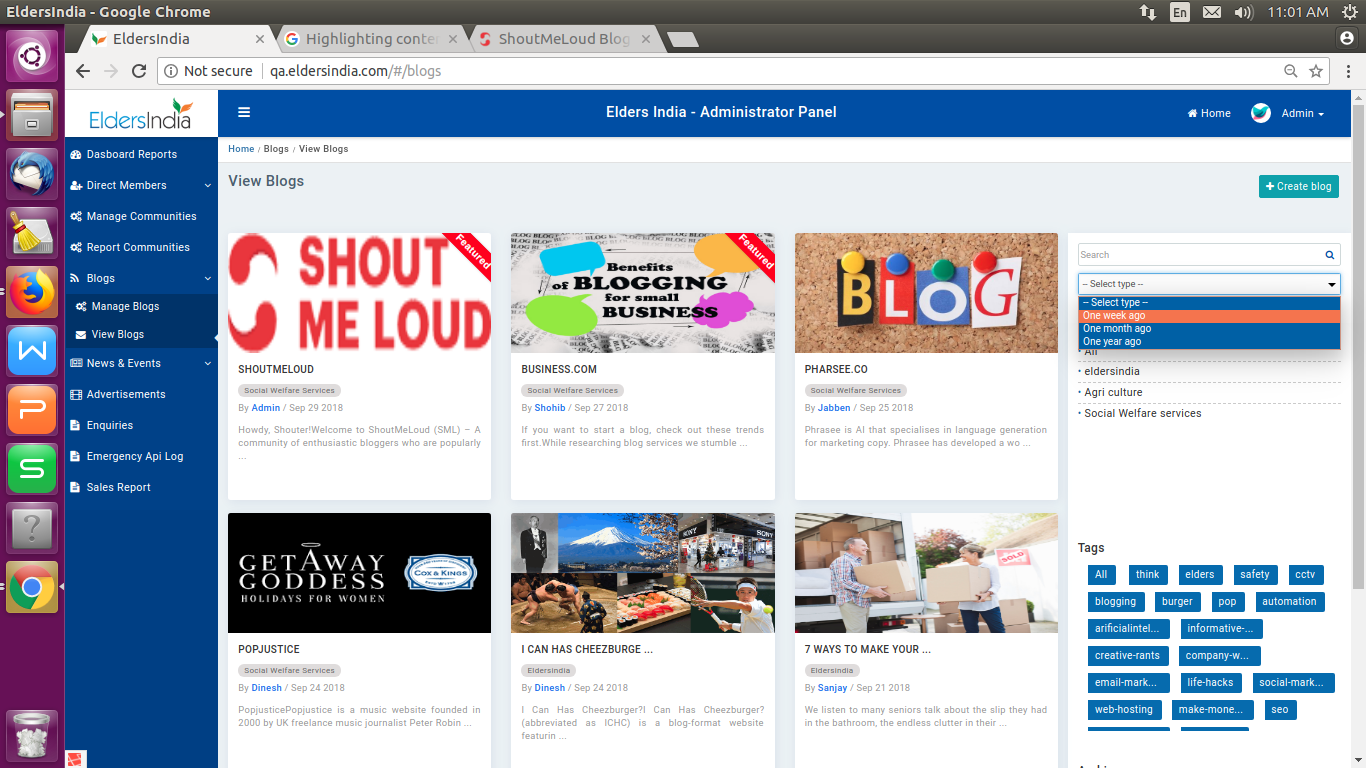 EldersIndia - Google Chrome
En
11:01 AM
EldersIndia
Highlighting conte
ShoutMeLoud Blog
Not secure
qa.eldersindia.com/#/blogs
EldersIndia
Elders India - Administrator Panel
Home
Admin
Dasboard Reports
Direct Members
Manage Communities
Report Communities
Blogs
Manage Blogs
View Blogs
News & Events
Advertisements
Enquiries
Emergency Api Log
Sales Report
Home / Blogs / View Blogs
View Blogs
+ Create blog
SHOUT
ME LOUD
Featured
SHOUTMELOUD
Social Welfare Services
By Admin / Sep 29 2018
Howdy, Shouter!Welcome to ShoutMeLoud (SML) – A
community of enthusiastic bloggers who are popularly
...
Benefits
of BLOGGING
for small
BUSINESS
Featured
BUSINESS.COM
Social Welfare Services
By Shohib / Sep 27 2018
If you want to start a blog, check out these trends
first.While researching blog services we stumble ...
BLOG
PHARSEE.CO
Social Welfare Services
By Jabben / Sep 25 2018
Phrasee is AI that specialises in language generation
for marketing copy. Phrasee has developed a wo ...
GETAWAY
GODDESS
HOLIDAYS FOR WOMEN
COX & KINGS
POPJUSTICE
Social Welfare Services
By Dinesh / Sep 24 2018
PopjusticePopjustice is a music website founded in
2000 by UK freelance music journalist Peter Robin ...
SONY
SONY
I CAN HAS CHEEZBURGE ...
Eldersindia
By Dinesh / Sep 24 2018
I Can Has Cheezburger?I Can Has Cheezburger?
(abbreviated as ICHC) is a blog-format website
featurin ...
SOLD
7 WAYS TO MAKE YOUR ...
Eldersindia
By Sanjay / Sep 21 2018
We listen to many seniors talk about the slip they had
in the bathroom, the endless clutter in their ...
Search
-- Select type --
-- Select type --
One week ago
One month ago
One year ago
All
eldersindia
Agri culture
Social Welfare services
Tags
All think elders safety cctv
blogging burger pop automation
arificialintel... informative-...
creative-rants company-w...
email-mark... life-hacks social-mark...
web-hosting make-mone... seo